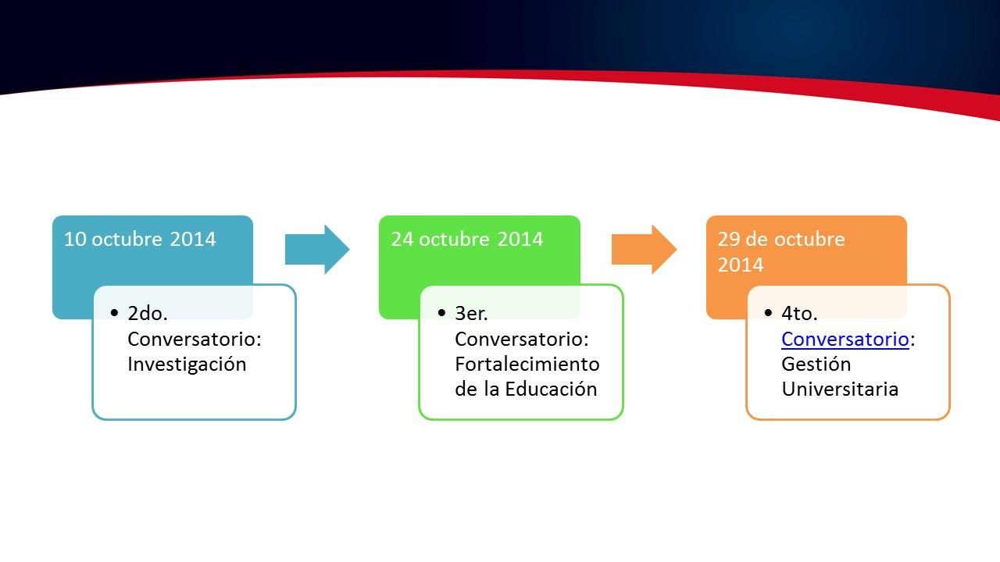 10 octubre 2014
• 2do.
Conversatorio:
Investigación
24 octubre 2014
• 3er.
Conversatorio:
Fortalecimiento
de la Educación
29 de octubre
2014
• 4to.
Conversatorio:
Gestión
Universitaria